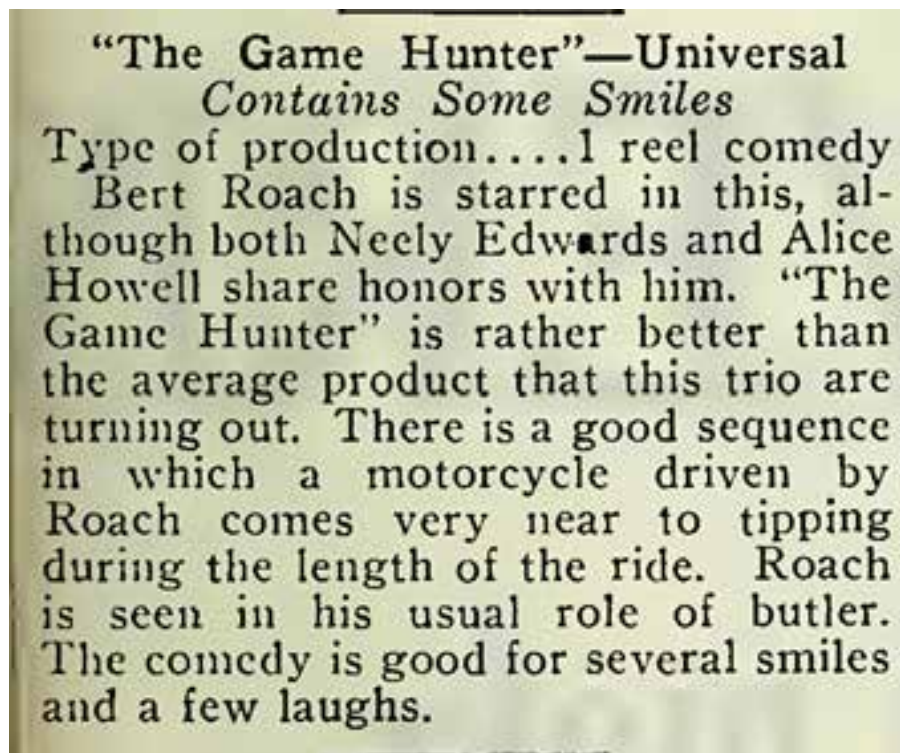 “The Game Hunter”—Universal
Contains Some Smiles
Type of production....1 reel comedy
Bert Roach is starred in this, al-
though both Neely Edwards and Alice
Howell share honors with him. “The
Game Hunter” is rather better than
the average product that this trio are
turning out. There is a good sequence
in which a motorcycle driven by
Roach comes very near to tipping
during the length of the ride. Roach
is seen in his usual role of butler.
The comedy is good for several smiles
and a few laughs.